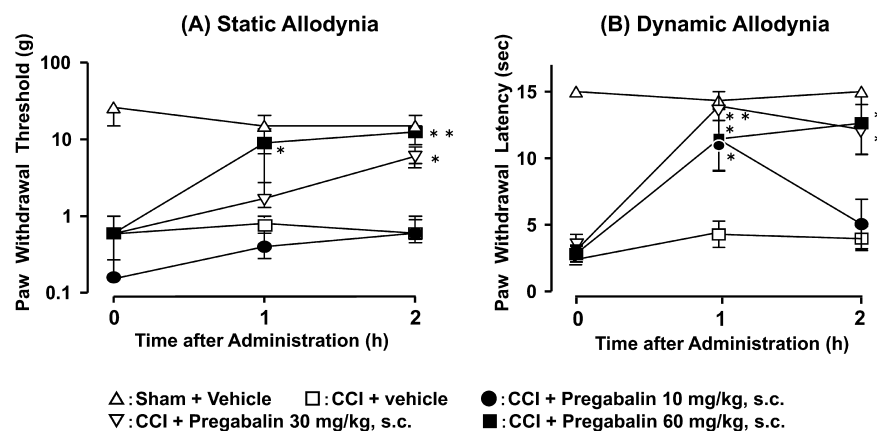 (A) Static Allodynia
(B) Dynamic Allodynia
Paw Withdrawal Threshold (g)
100
10
1
0.1
*
* *
*
0
1
2
Time after Administration (h)
Paw Withdrawal Latency (sec)
15
10
5
0
* *
*
*
*
*
0
1
2
Time after Administration (h)
△:Sham + Vehicle □:CCI + vehicle ●:CCI + Pregabalin 10 mg/kg, s.c.
▽:CCI + Pregabalin 30 mg/kg, s.c. ■:CCI + Pregabalin 60 mg/kg, s.c.